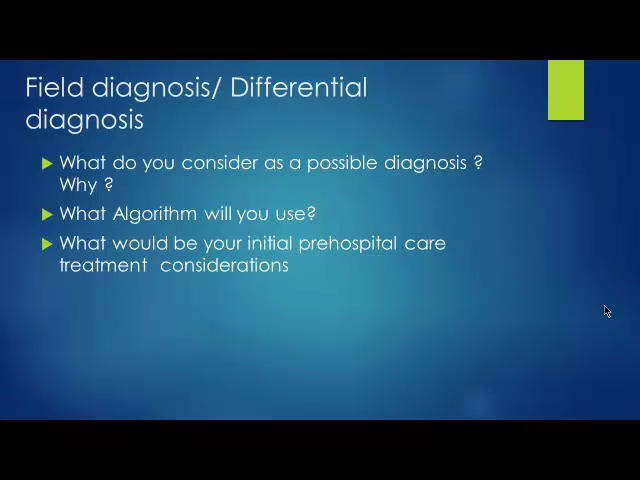 Field diagnosis/ Differential
diagnosis
What do you consider as a possible diagnosis ?
Why ?
What Algorithm will you use?
What would be your initial prehospital care
treatment  considerations